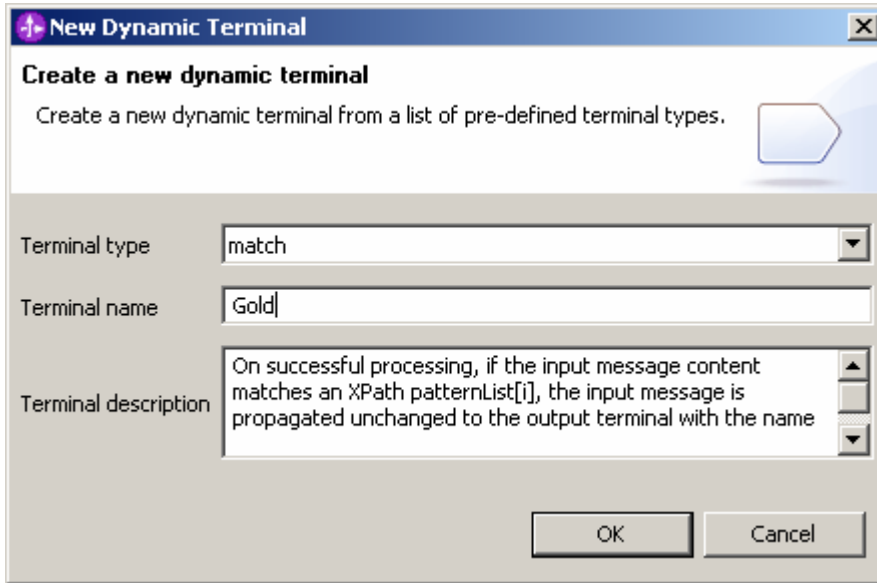 New Dynamic Terminal
Create a new dynamic terminal
Create a new dynamic terminal from a list of pre-defined terminal types.
Terminal type
match
Terminal name
Gold
Terminal description
On successful processing, if the input message content
matches an XPath patternList[i], the input message is
propagated unchanged to the output terminal with the name
OK
Cancel